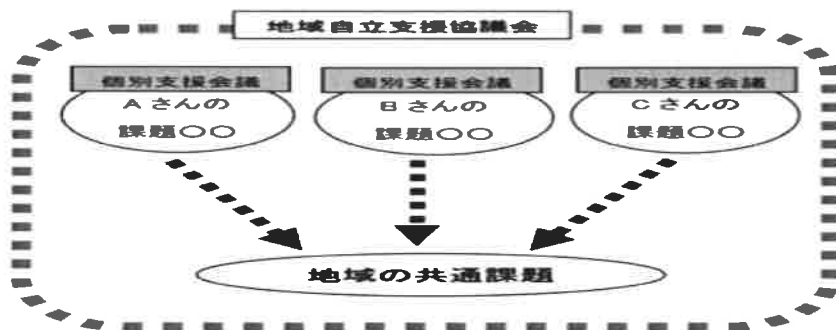 地域自立支援協議会
個別支援会議
Aさんの
課題〇〇
個別支援会議
Bさんの
課題〇〇
個別支援会議
Cさんの
課題〇〇
地域の共通課題